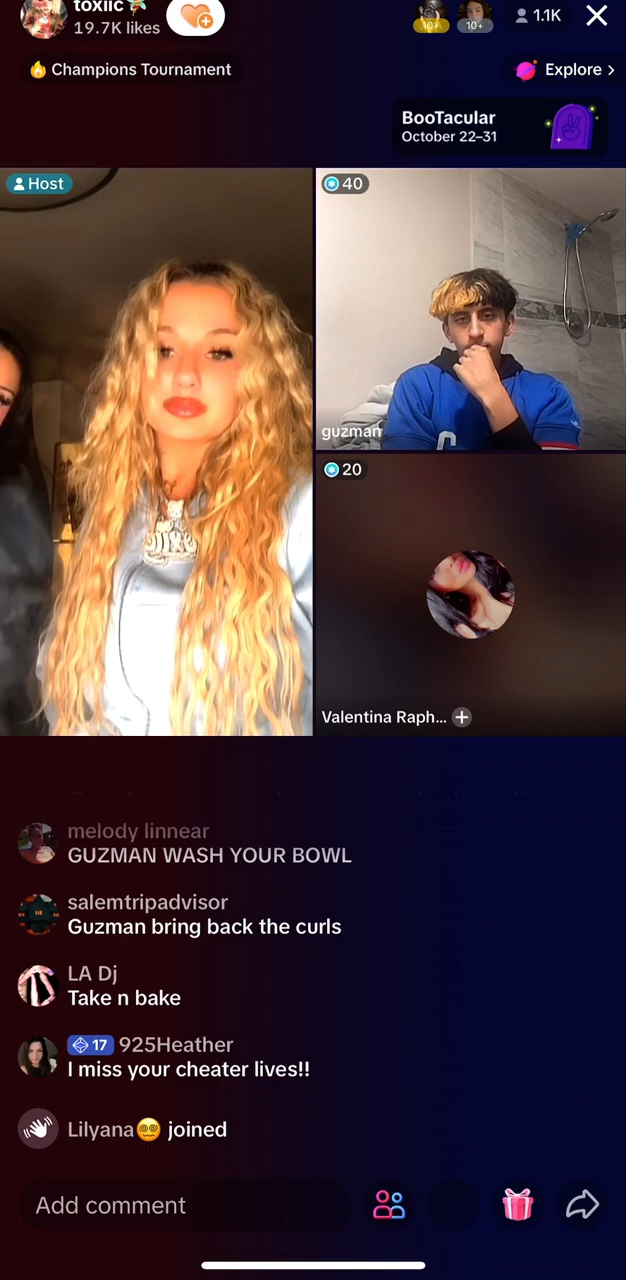 toxiic🧚
19.7K likes
10+
10+
1.1K
🔥 Champions Tournament
Explore >
BooTacular
October 22–31
Host
40
guzman
20
Valentina Raph...
melody linnear
GUZMAN WASH YOUR BOWL
salemtripadvisor
Guzman bring back the curls
LA Dj
Take n bake
17 925Heather
I miss your cheater lives!!
Lilyana😵‍💫 joined
Add comment